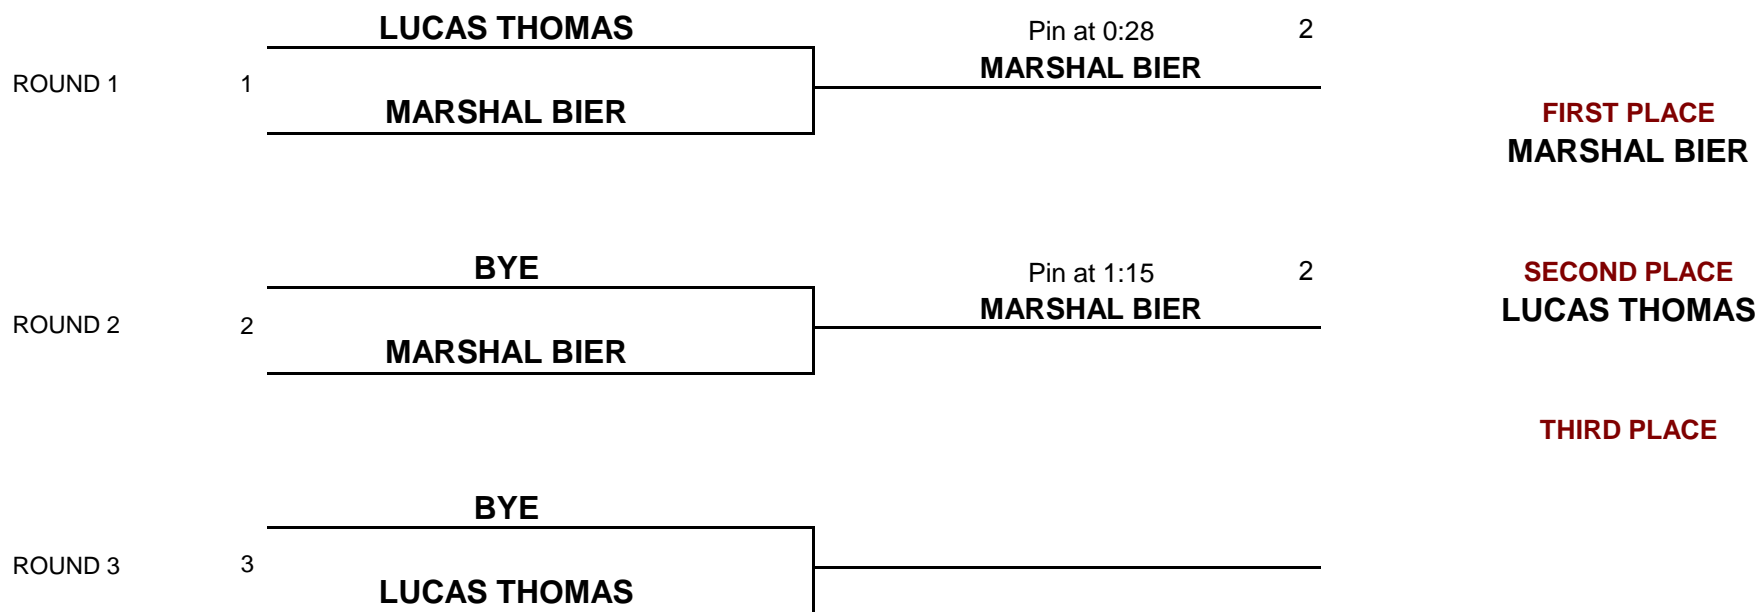 LUCAS THOMAS
Pin at 0:28 2
MARSHAL BIER
ROUND 1 1
MARSHAL BIER
FIRST PLACE
MARSHAL BIER
BYE
Pin at 1:15 2
SECOND PLACE
MARSHAL BIER
LUCAS THOMAS
ROUND 2 2
MARSHAL BIER
THIRD PLACE
BYE
ROUND 3 3
LUCAS THOMAS